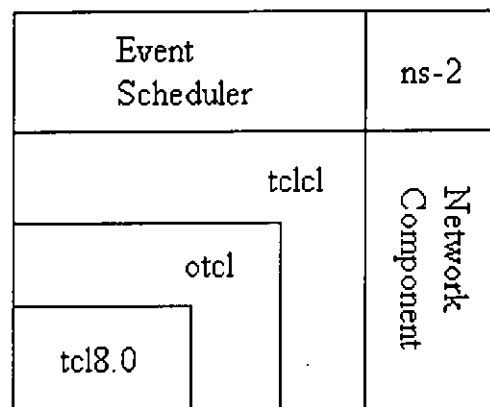 Event
Scheduler
ns-2
tclcl
Network
Component
otcl
tcl8.0